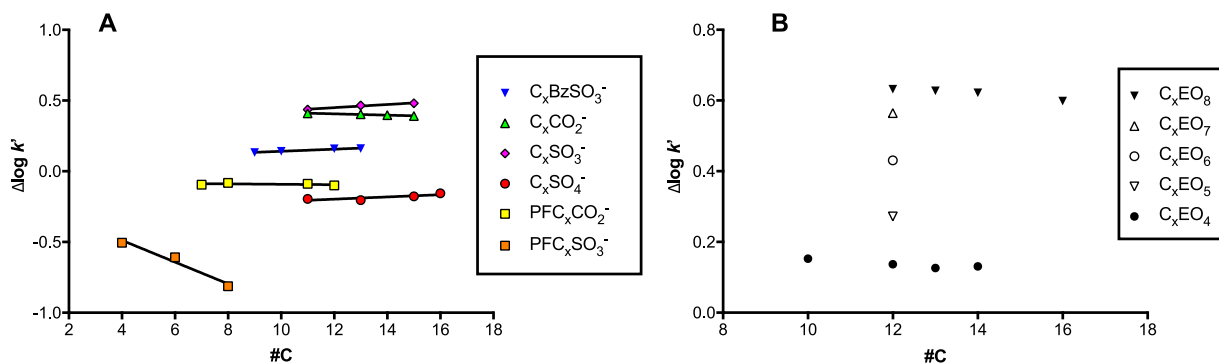 A
1.0
0.5
0.0
-0.5
-1.0
Δlog k'
2 4 6 8 10 12 14 16 18
#C
CₓBzSO₃⁻
CₓCO₂⁻
CₓSO₃⁻
CₓSO₄⁻
PFCₓCO₂⁻
PFCₓSO₃⁻
B
0.8
0.6
0.4
0.2
0.0
Δlog k'
8 10 12 14 16 18
#C
CₓEO₈
CₓEO₇
CₓEO₆
CₓEO₅
CₓEO₄